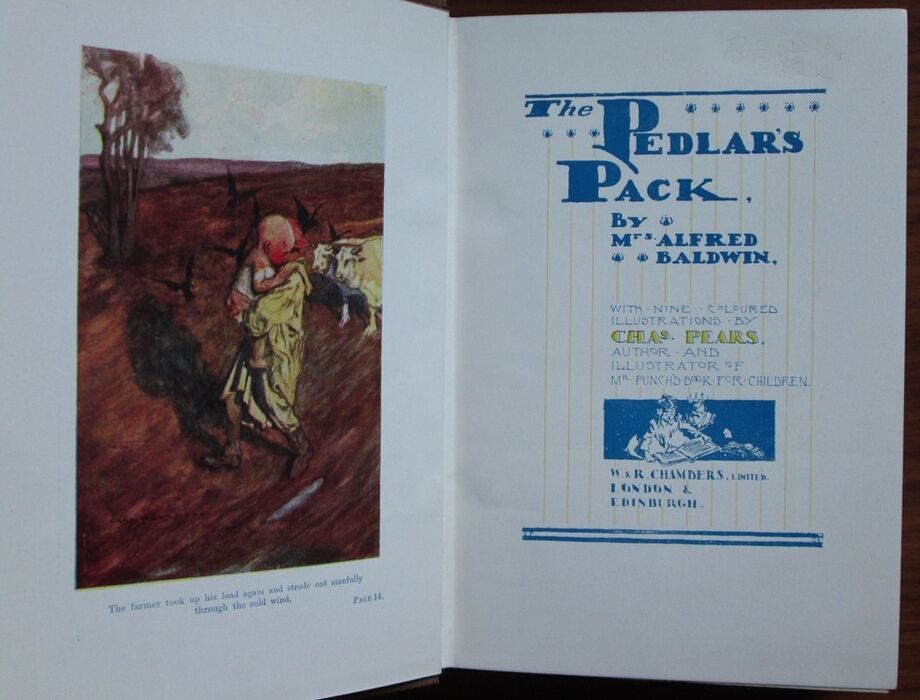 The farmer took up his load again and strode out manfully
through the cold wind.
PAGE 14.
The PEDLAR'S
PACK,
BY
Mrs. ALFRED
BALDWIN,
WITH · NINE · COLOURED
ILLUSTRATIONS · BY
CHAS. PEARS,
AUTHOR · AND
ILLUSTRATOR OF
MR. PUNCH'S · BOOK · FOR · CHILDREN.
W. & R. CHAMBERS, LIMITED.
LONDON &
EDINBURGH.